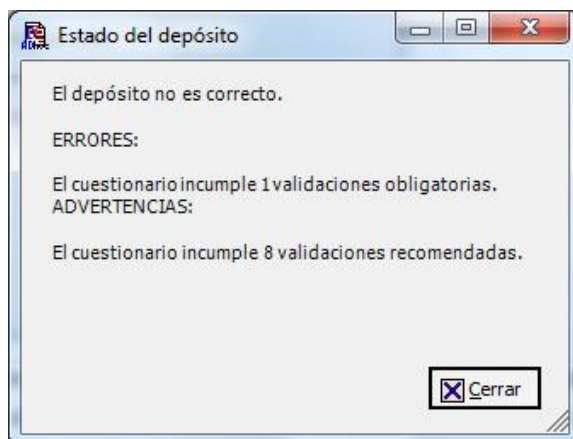 Estado del depósito
El depósito no es correcto.
ERRORES:
El cuestionario incumple 1 validaciones obligatorias.
ADVERTENCIAS:
El cuestionario incumple 8 validaciones recomendadas.
Cerrar